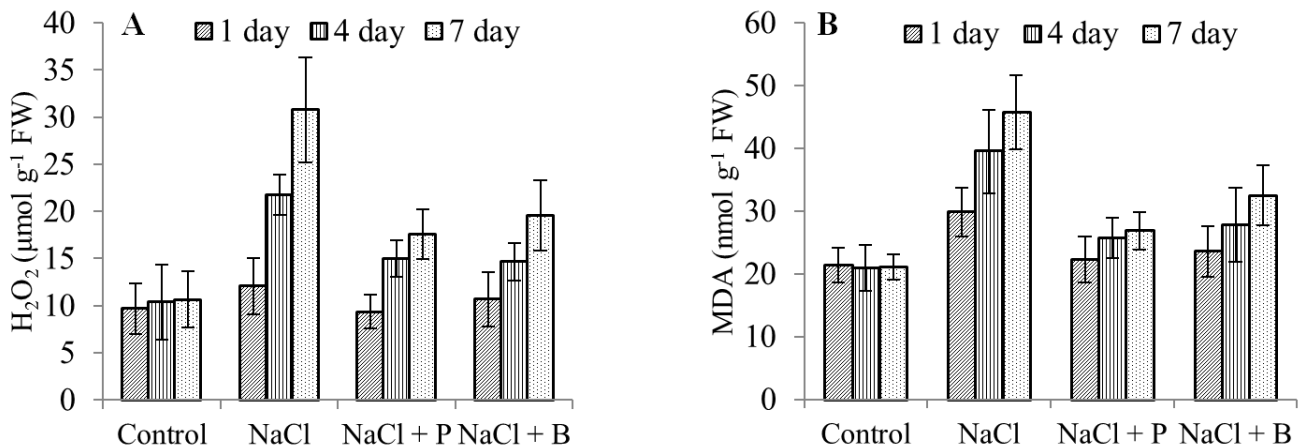 A
1 day 4 day 7 day
H₂O₂ (µmol g⁻¹ FW)
40
35
30
25
20
15
10
5
0
Control NaCl NaCl + P NaCl + B
B
1 day 4 day 7 day
MDA (nmol g⁻¹ FW)
60
50
40
30
20
10
0
Control NaCl NaCl + P NaCl + B